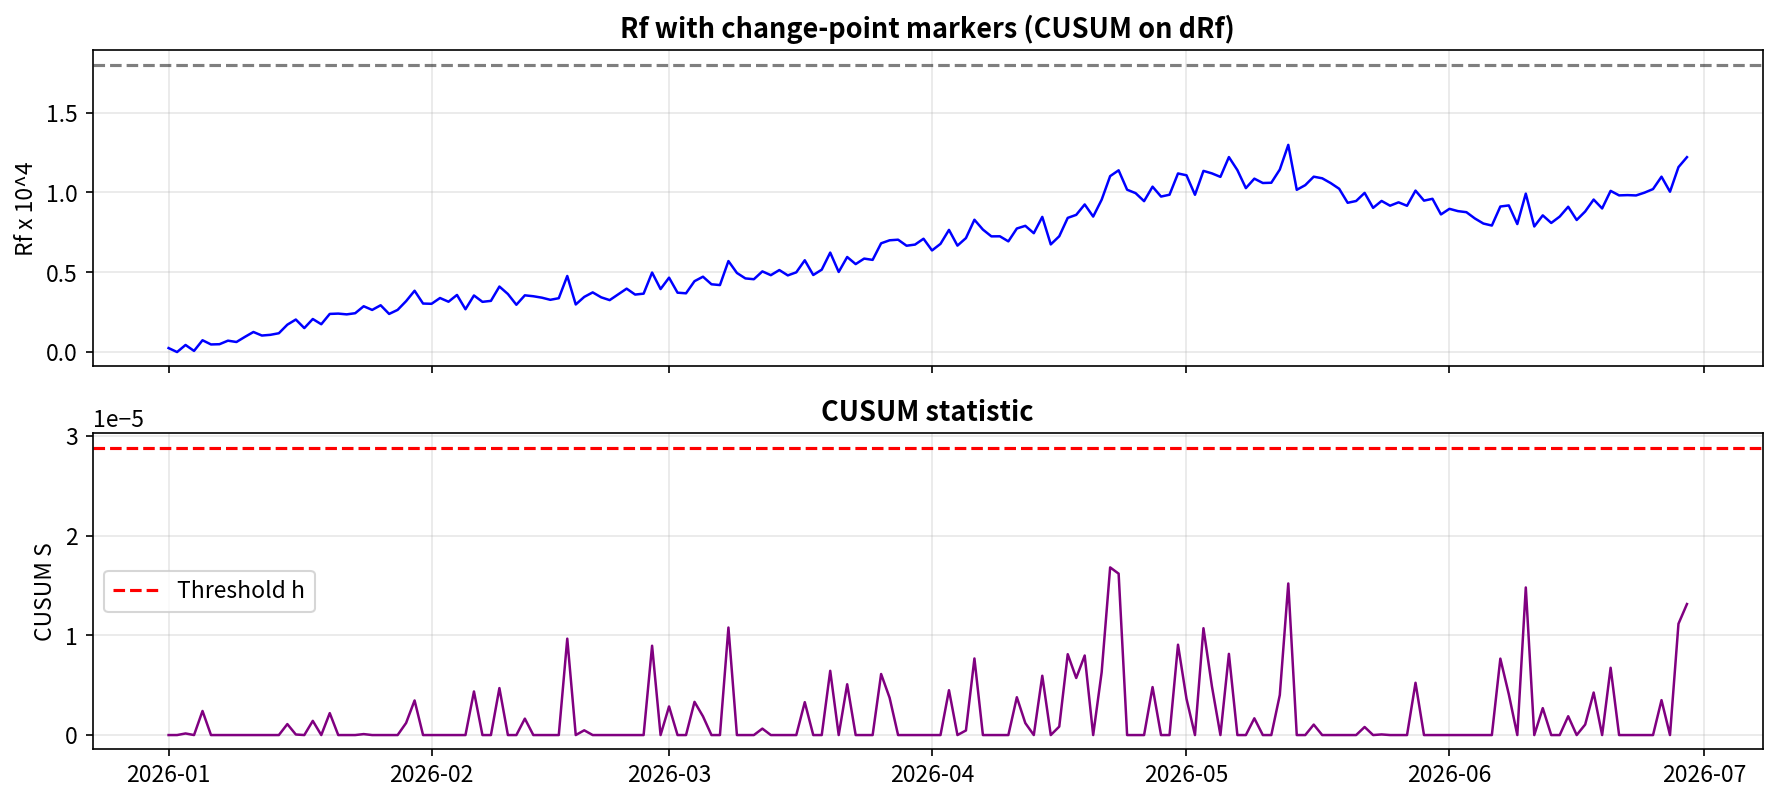 Rf with change-point markers (CUSUM on dRf)
Rf x 10^4
1.5
1.0
0.5
0.0
CUSUM statistic
1e−5
CUSUM S
3
2
1
0
Threshold h
2026-01 2026-02 2026-03 2026-04 2026-05 2026-06 2026-07